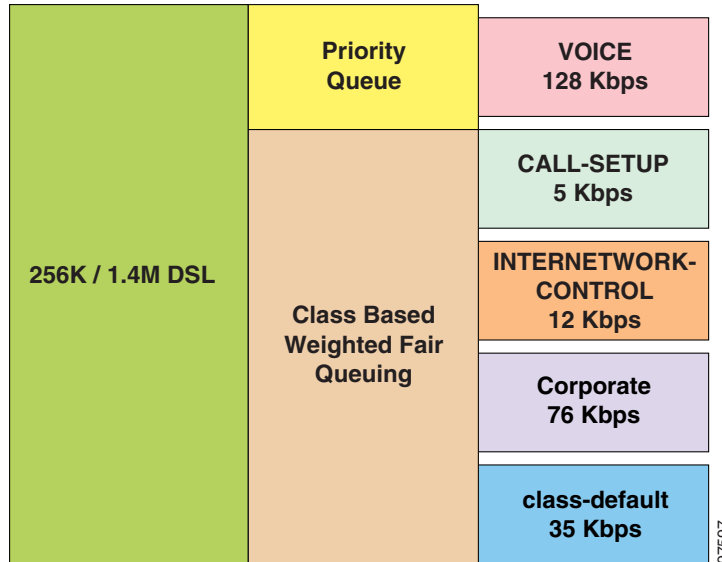 256K / 1.4M DSL
Priority
Queue
Class Based
Weighted Fair
Queuing
VOICE
128 Kbps
CALL-SETUP
5 Kbps
INTERNETWORK-
CONTROL
12 Kbps
Corporate
76 Kbps
class-default
35 Kbps